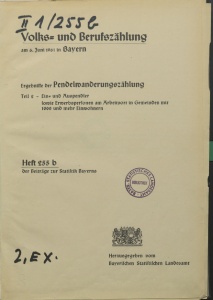 II 1/255 b
Volks- und Berufszählung
am 6. Juni 1961 in Bayern
Ergebnisse der Pendelwanderungszählung
Teil 2 - Ein- und Auspendler
sowie Erwerbspersonen am Arbeitsort in Gemeinden mit
1000 und mehr Einwohnern
Heft 255 b
Der Beiträge zur Statistik Bayerns
2. Ex.
Herausgegeben vom
Bayerischen Statistischen Landesamt